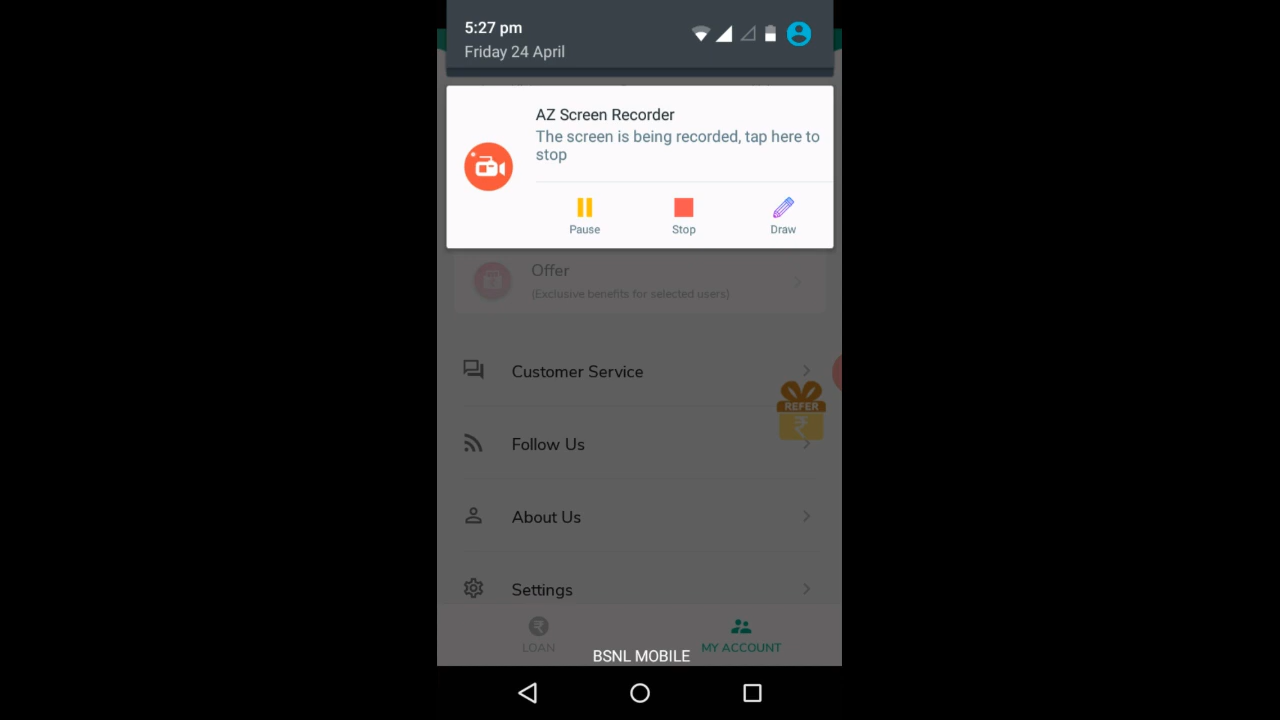 5:27 pm
Friday 24 April
AZ Screen Recorder
The screen is being recorded, tap here to
stop
Pause
Stop
Draw
Offer
(Exclusive benefits for selected users)
Customer Service
REFER
Follow Us
About Us
Settings
LOAN
MY ACCOUNT
BSNL MOBILE